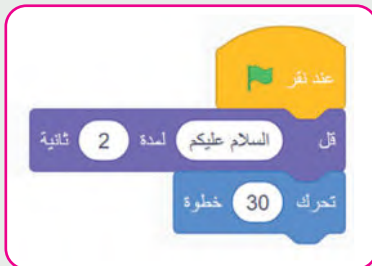 عند نقر
قل السلام عليكم لمدة 2 ثانية
تحرك 30 خطوة